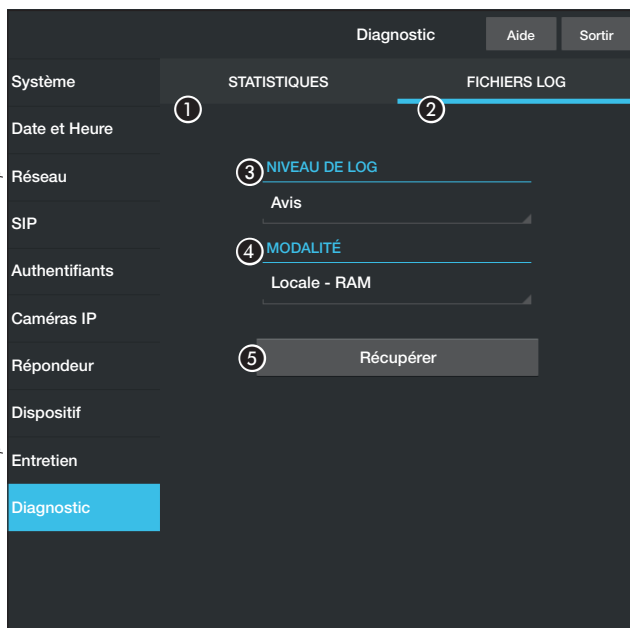 Diagnostic
Aide
Sortir
Système
Date et Heure
Réseau
SIP
Authentifiants
Caméras IP
Répondeur
Dispositif
Entretien
Diagnostic
STATISTIQUES
FICHIERS LOG
1
2
3 NIVEAU DE LOG
Avis
4 MODALITÉ
Locale - RAM
5 Récupérer